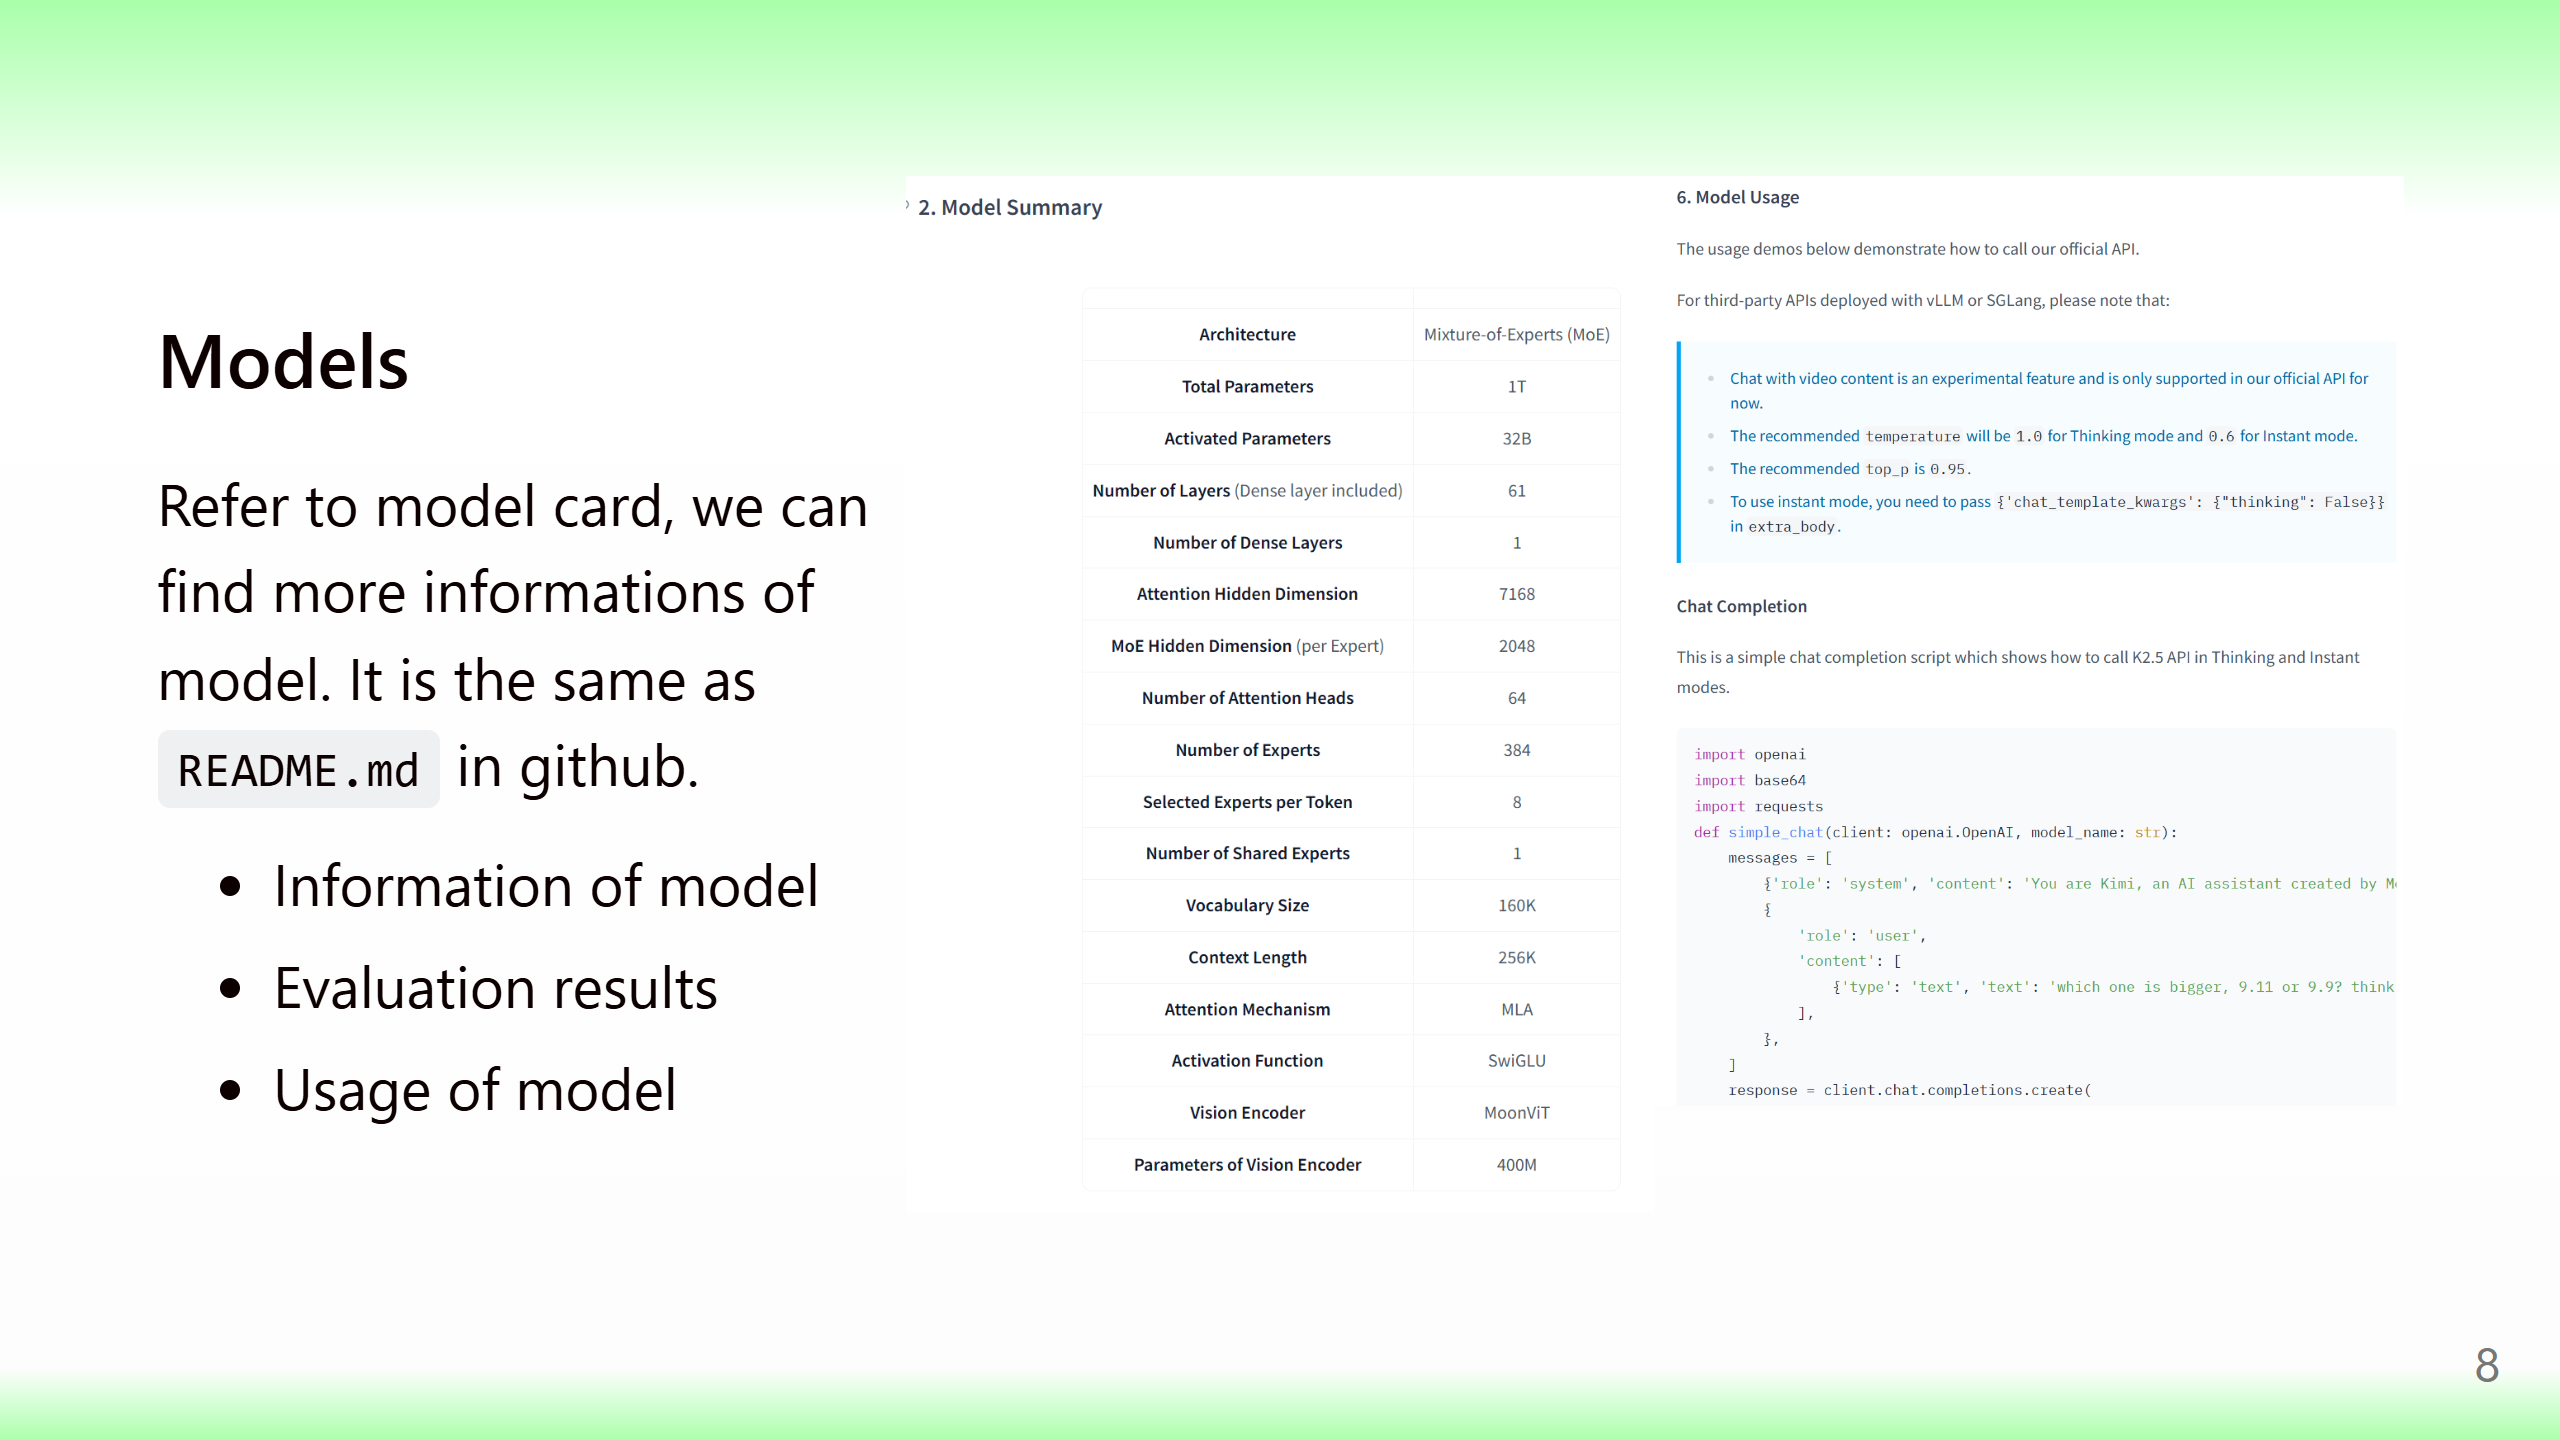 Models
Refer to model card, we can
find more informations of
model. It is the same as
README.md in github.
• Information of model
• Evaluation results
• Usage of model
2. Model Summary
Architecture Mixture-of-Experts (MoE)
Total Parameters 1T
Activated Parameters 32B
Number of Layers (Dense layer included) 61
Number of Dense Layers 1
Attention Hidden Dimension 7168
MoE Hidden Dimension (per Expert) 2048
Number of Attention Heads 64
Number of Experts 384
Selected Experts per Token 8
Number of Shared Experts 1
Vocabulary Size 160K
Context Length 256K
Attention Mechanism MLA
Activation Function SwiGLU
Vision Encoder MoonViT
Parameters of Vision Encoder 400M
6. Model Usage
The usage demos below demonstrate how to call our official API.
For third-party APIs deployed with vLLM or SGLang, please note that:
• Chat with video content is an experimental feature and is only supported in our official API for
now.
• The recommended temperature will be 1.0 for Thinking mode and 0.6 for Instant mode.
• The recommended top_p is 0.95.
• To use instant mode, you need to pass {'chat_template_kwargs': {"thinking": False}}
in extra_body.
Chat Completion
This is a simple chat completion script which shows how to call K2.5 API in Thinking and Instant
modes.
import openai
import base64
import requests
def simple_chat(client: openai.OpenAI, model_name: str):
    messages = [
        {'role': 'system', 'content': 'You are Kimi, an AI assistant created by
        {
            'role': 'user',
            'content': [
                {'type': 'text', 'text': 'which one is bigger, 9.11 or 9.9? think
            ],
        },
    ]
    response = client.chat.completions.create(
8